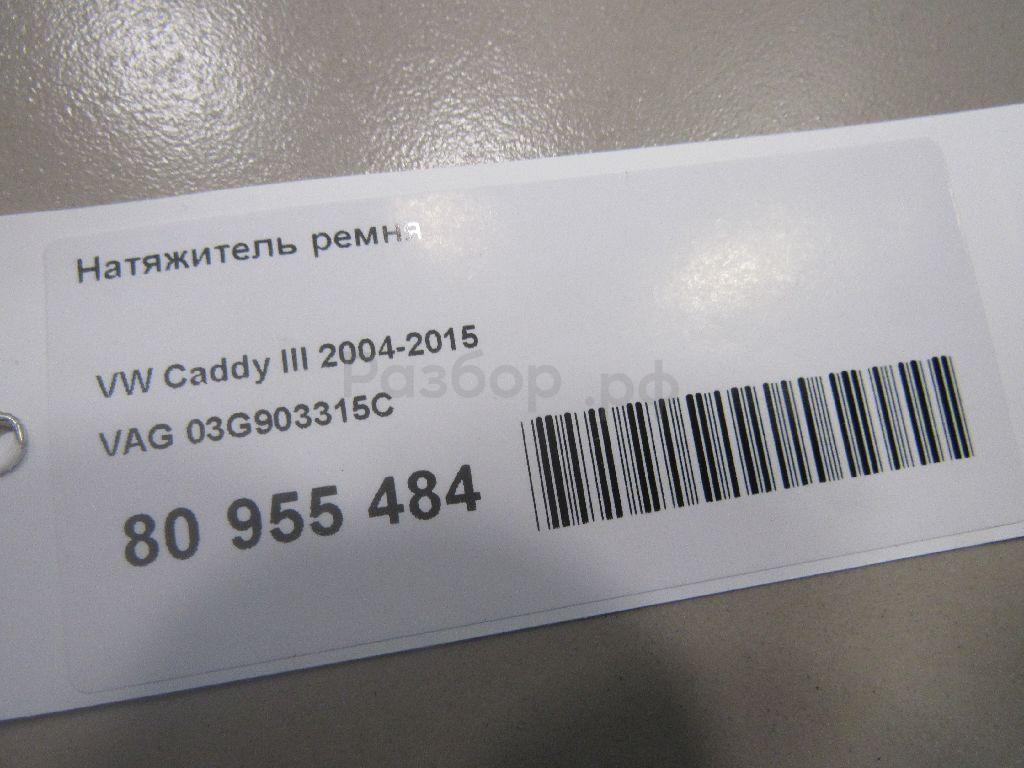 Натяжитель ремня
VW Caddy III 2004-2015
Разбор.рф
VAG 03G903315C
80 955 484